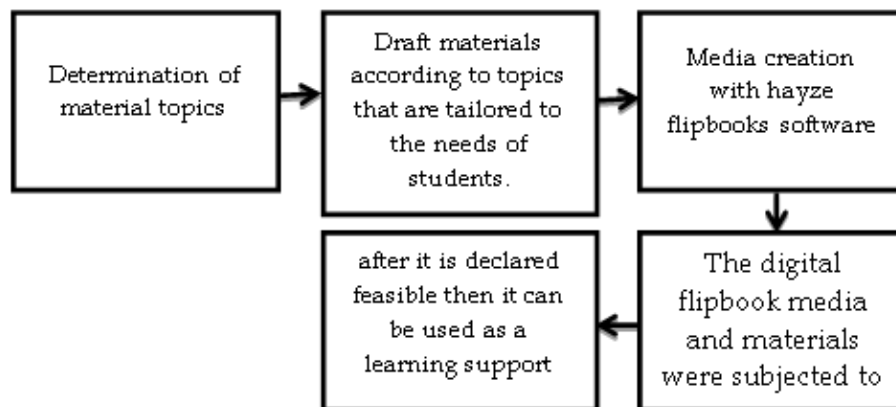 Determination of
material topics
Draft materials
according to topics
that are tailored to
the needs of
students.
Media creation
with hayze
flipbooks software
The digital
flipbook media
and materials
were subjected to
after it is declared
feasible then it can
be used as a
learning support